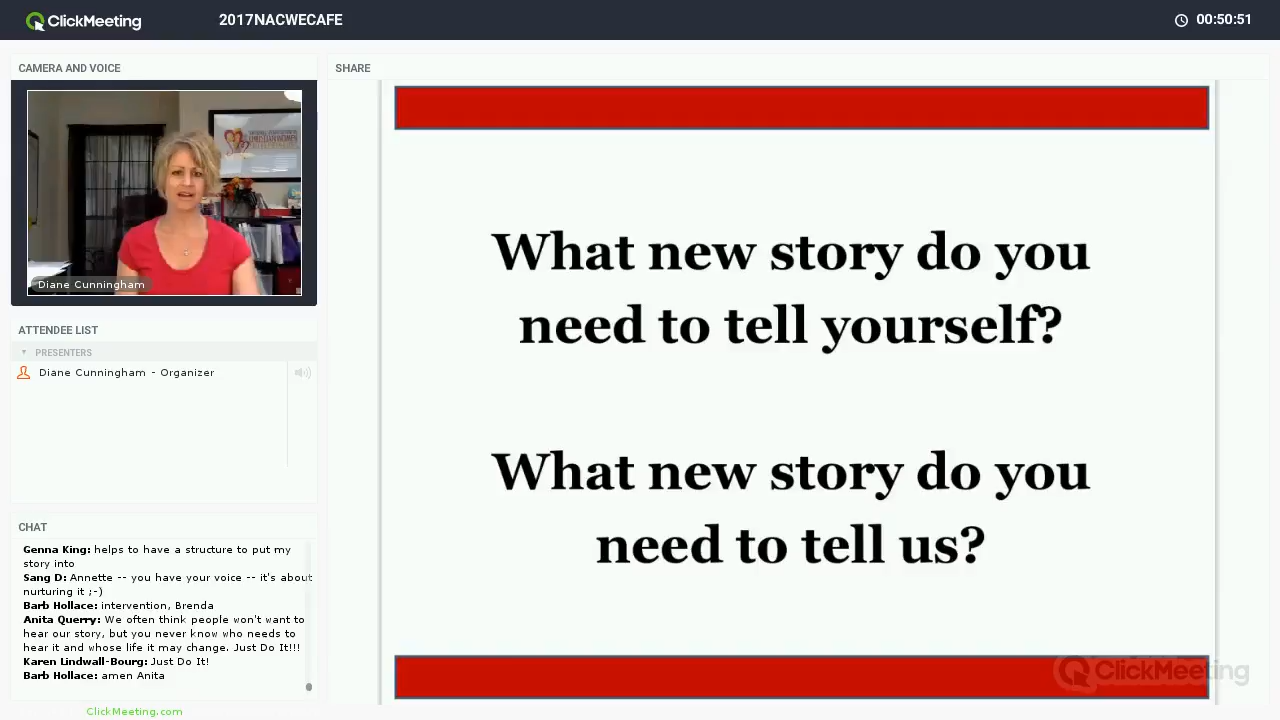 ClickMeeting
2017NACWECAFE
00:50:51
CAMERA AND VOICE
Diane Cunningham
ATTENDEE LIST
PRESENTERS
Diane Cunningham - Organizer
CHAT
Genna King: helps to have a structure to put my
story into
Sang D: Annette -- you have your voice -- it's about
nurturing it ;-)
Barb Hollace: intervention, Brenda
Anita Querry: We often think people won't want to
hear our story, but you never know who needs to
hear it and whose life it may change. Just Do It!!!
Karen Lindwall-Bourg: Just Do It!
Barb Hollace: amen Anita
ClickMeeting.com
SHARE
What new story do you
need to tell yourself?
What new story do you
need to tell us?
ClickMeeting